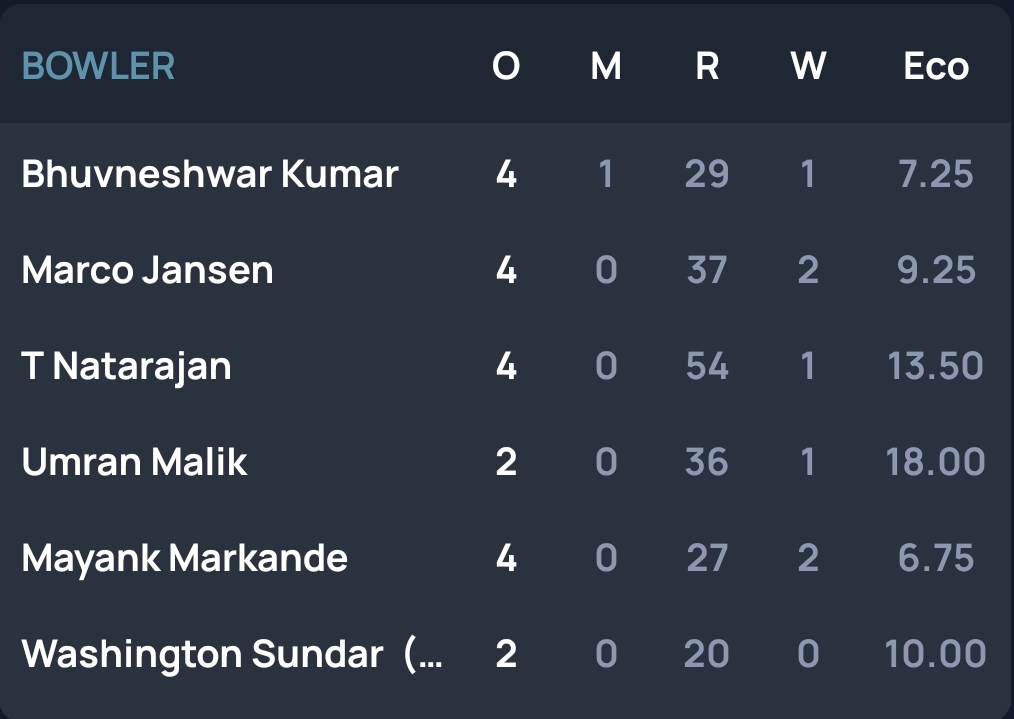 BOWLER O M R W Eco
Bhuvneshwar Kumar 4 1 29 1 7.25
Marco Jansen 4 0 37 2 9.25
T Natarajan 4 0 54 1 13.50
Umran Malik 2 0 36 1 18.00
Mayank Markande 4 0 27 2 6.75
Washington Sundar (... 2 0 20 0 10.00